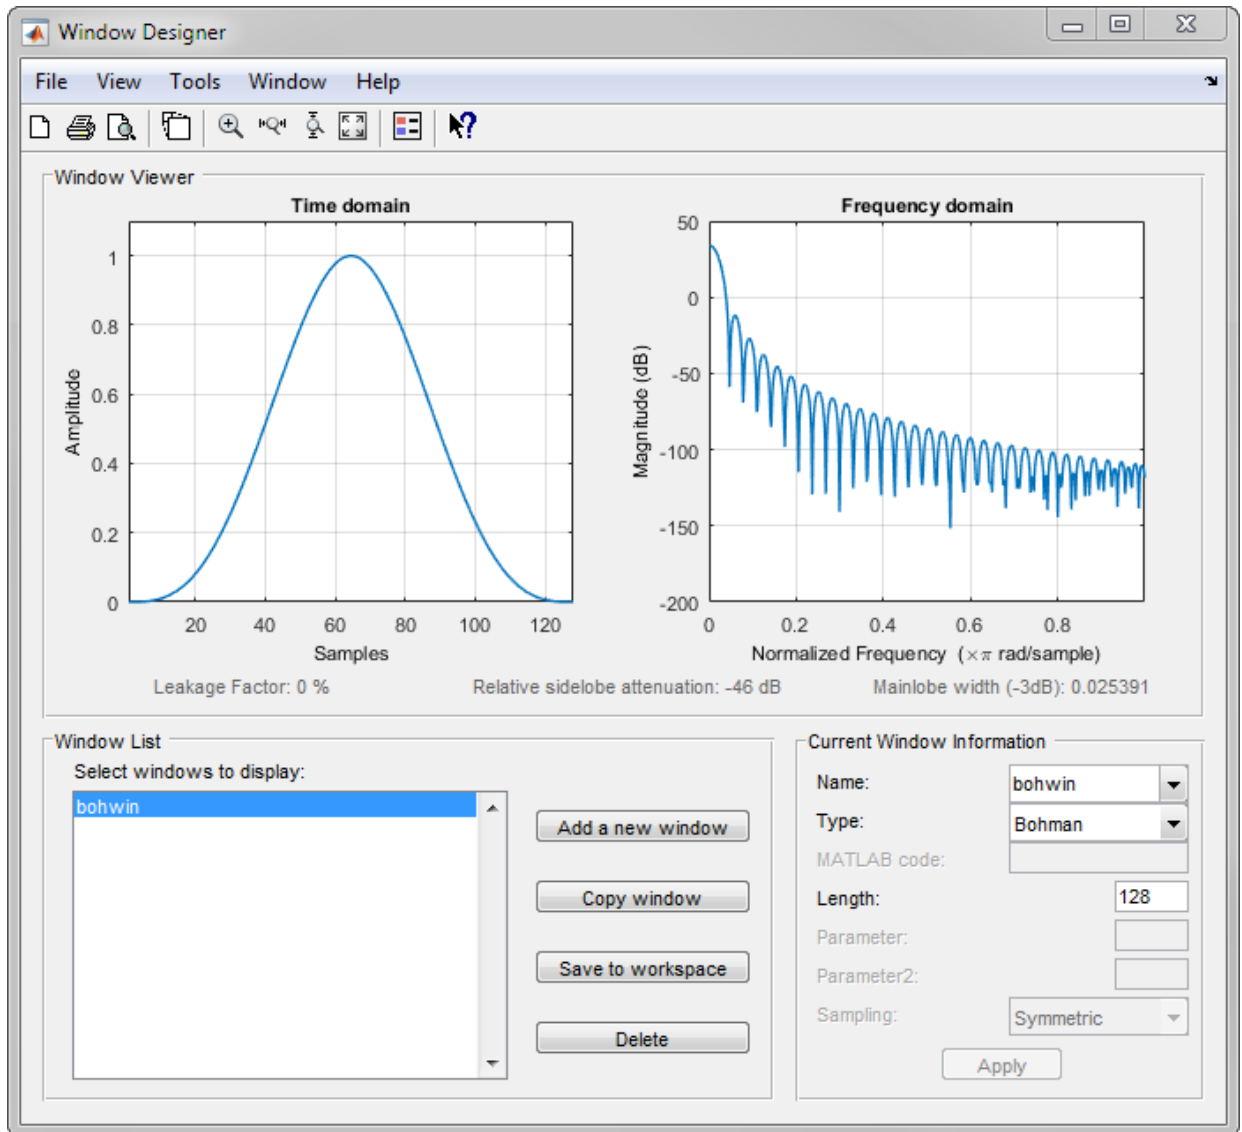 Window Designer
File View Tools Window Help
Window Viewer
Time domain
1
0.8
0.6
0.4
0.2
0
Amplitude
20 40 60 80 100 120
Samples
Frequency domain
50
0
-50
-100
-150
-200
Magnitude (dB)
0 0.2 0.4 0.6 0.8
Normalized Frequency (×π rad/sample)
Leakage Factor: 0 % Relative sidelobe attenuation: -46 dB Mainlobe width (-3dB): 0.025391
Window List
Select windows to display:
bohwin
Add a new window
Copy window
Save to workspace
Delete
Current Window Information
Name: bohwin
Type: Bohman
MATLAB code:
Length: 128
Parameter:
Parameter2:
Sampling: Symmetric
Apply